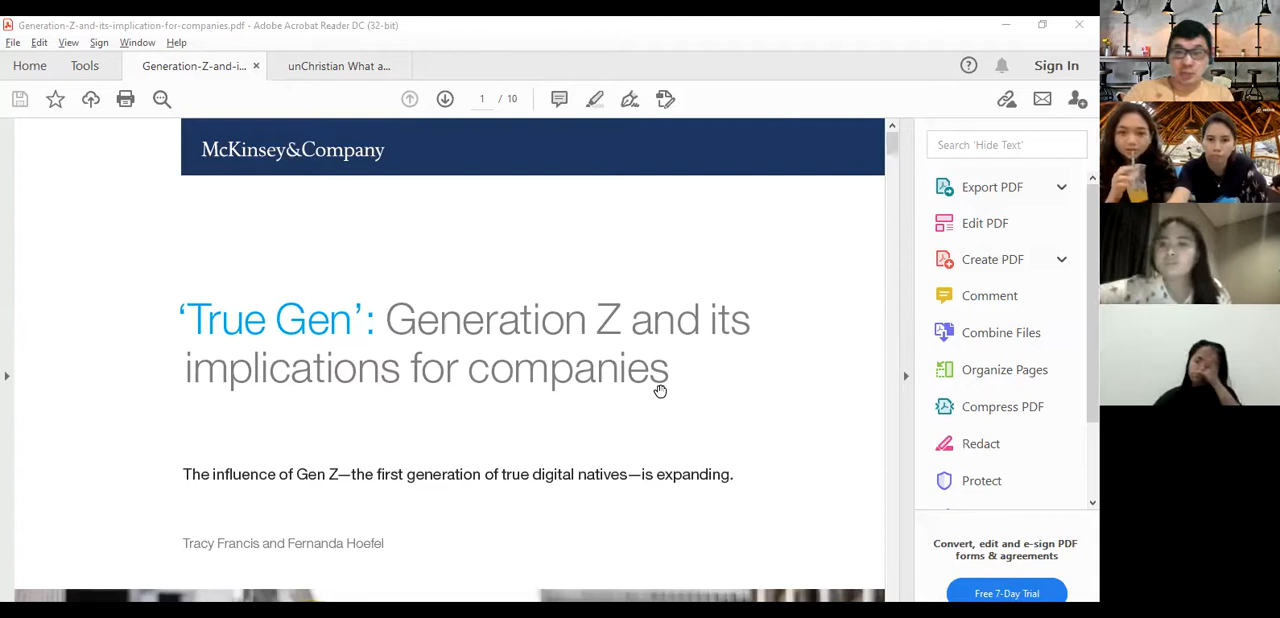 Generation-Z-and-its-implication-for-companies.pdf - Adobe Acrobat Reader DC (32-bit)
File Edit View Sign Window Help
Home Tools Generation-Z-and-i... × unChristian What a... Sign In
1 / 10
McKinsey&Company
Search 'Hide Text'
Export PDF
Edit PDF
Create PDF
Comment
Combine Files
Organize Pages
Compress PDF
Redact
Protect
'True Gen': Generation Z and its
implications for companies
The influence of Gen Z—the first generation of true digital natives—is expanding.
Tracy Francis and Fernanda Hoefel
Convert, edit and e-sign PDF
forms & agreements
Free 7-Day Trial